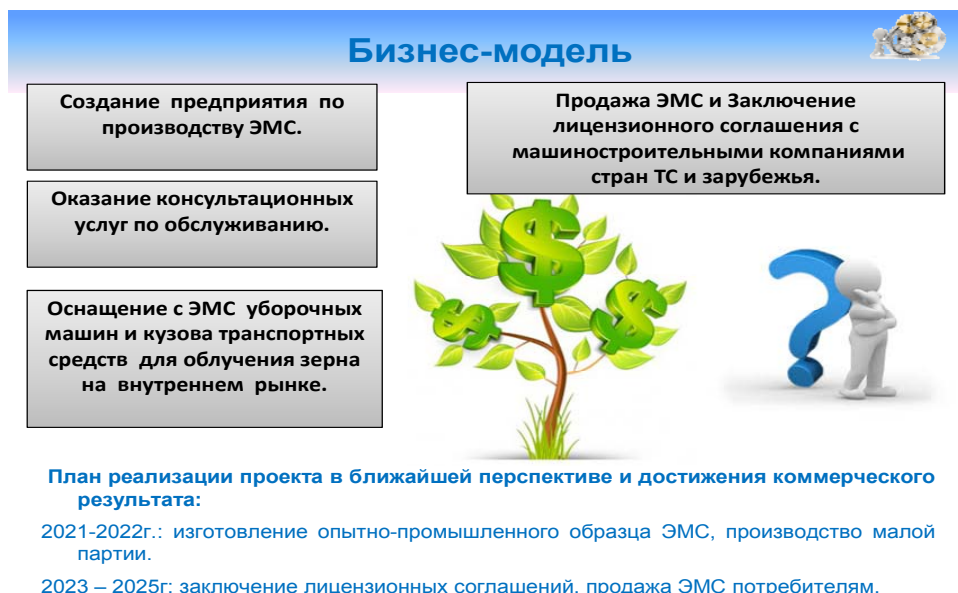 Бизнес-модель
Создание предприятия по
производству ЭМС.
Оказание консультационных
услуг по обслуживанию.
Оснащение с ЭМС уборочных
машин и кузова транспортных
средств для облучения зерна
на внутреннем рынке.
Продажа ЭМС и Заключение
лицензионного соглашения с
машиностроительными компаниями
стран ТС и зарубежья.
План реализации проекта в ближайшей перспективе и достижения коммерческого
результата:
2021-2022г.: изготовление опытно-промышленного образца ЭМС, производство малой
партии.
2023 – 2025г: заключение лицензионных соглашений, продажа ЭМС потребителям.